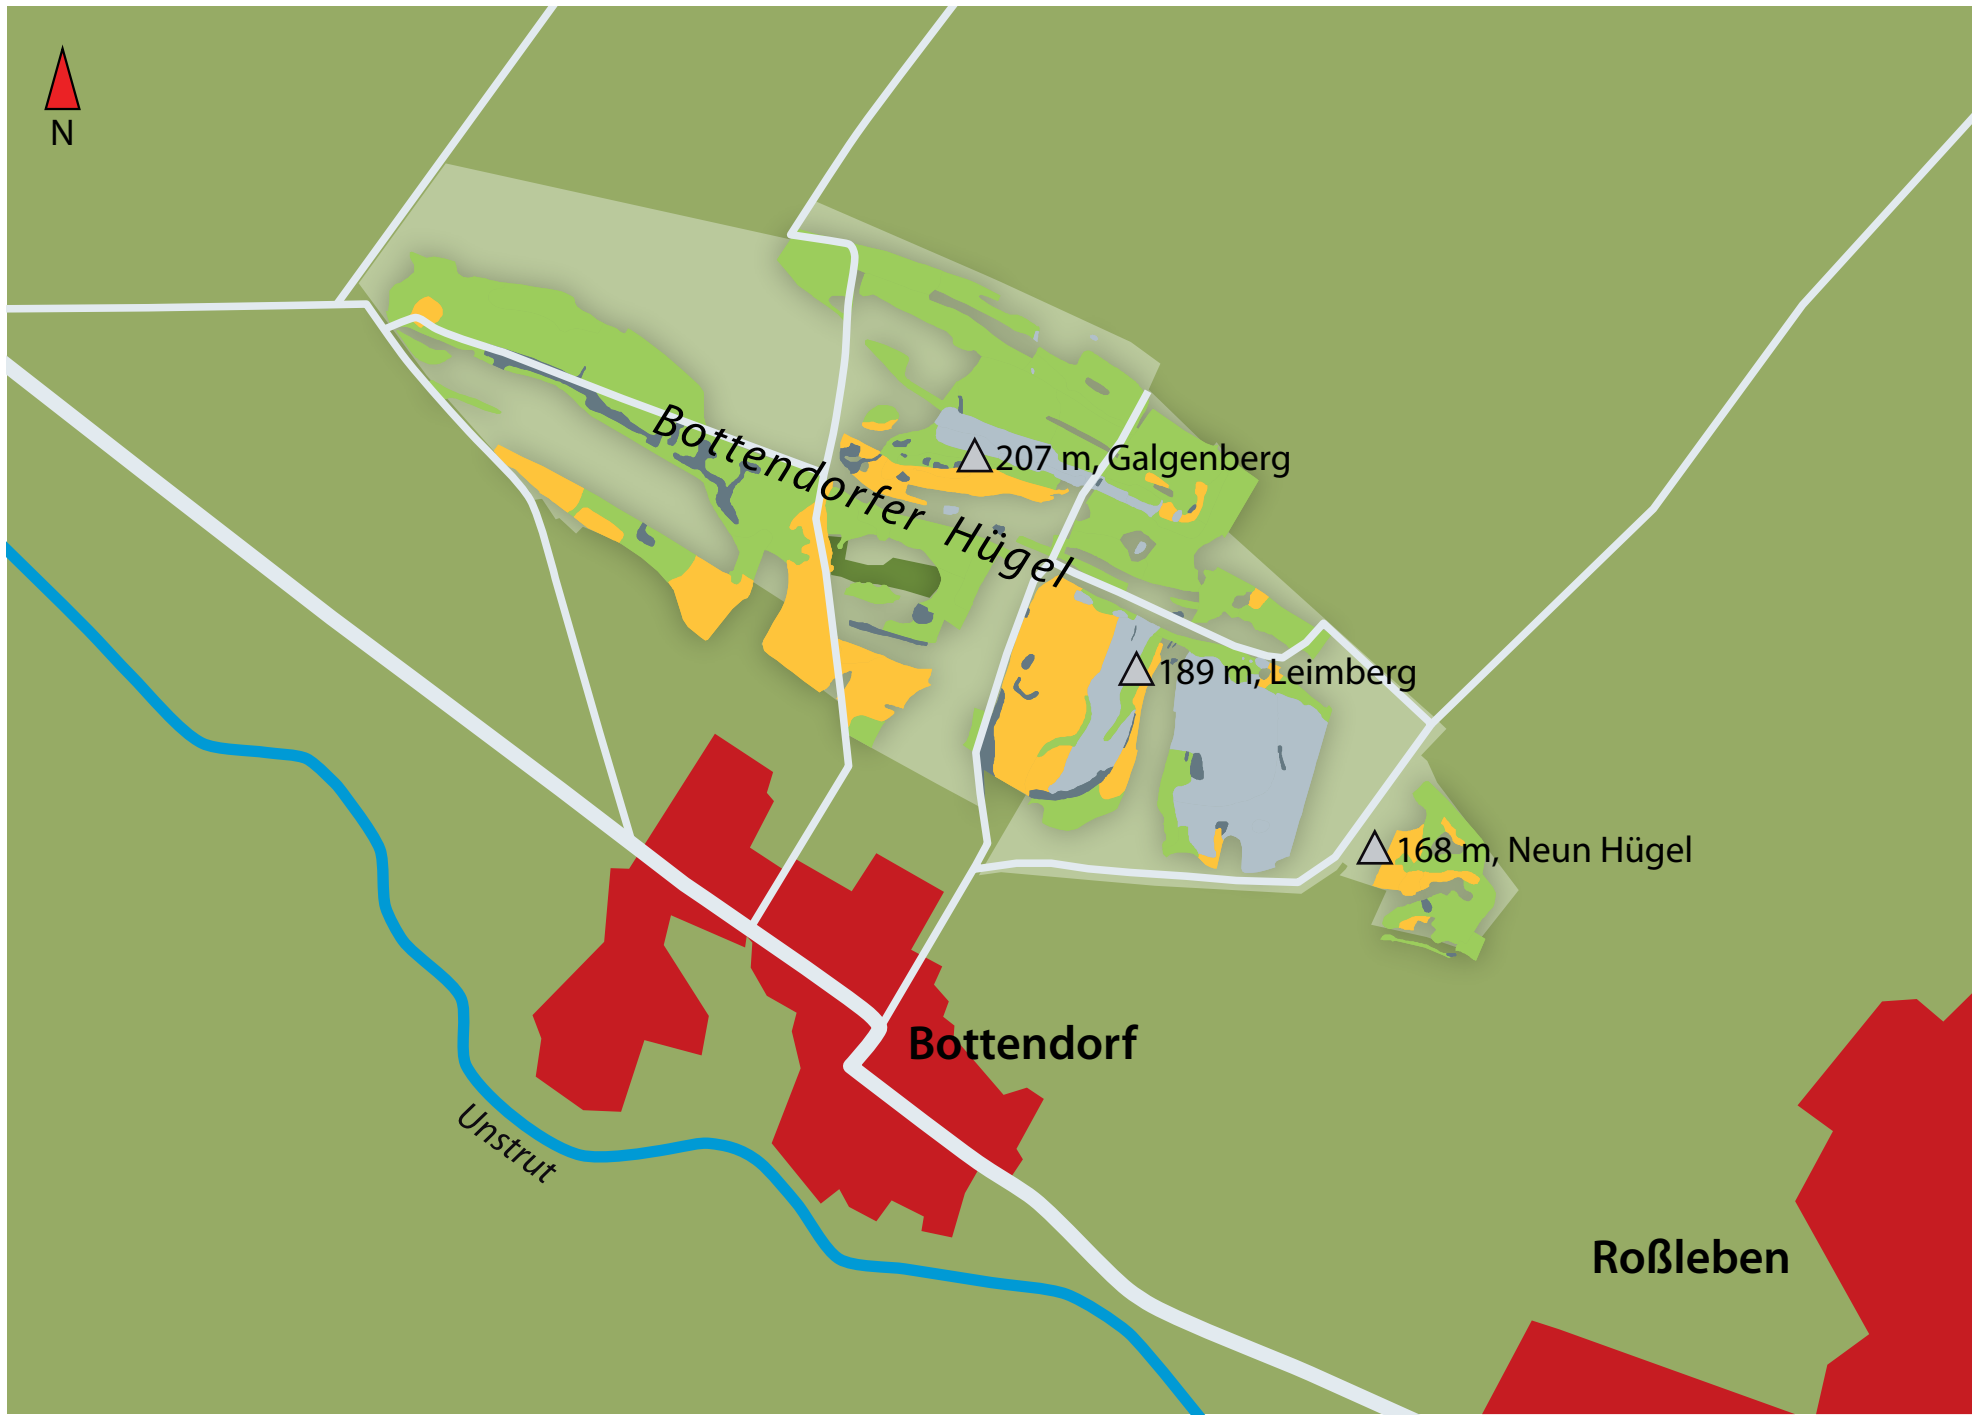 N
Bottendorfer Hügel
207 m, Galgenberg
189 m, Leimberg
168 m, Neun Hügel
Bottendorf
Unstrut
Roßleben